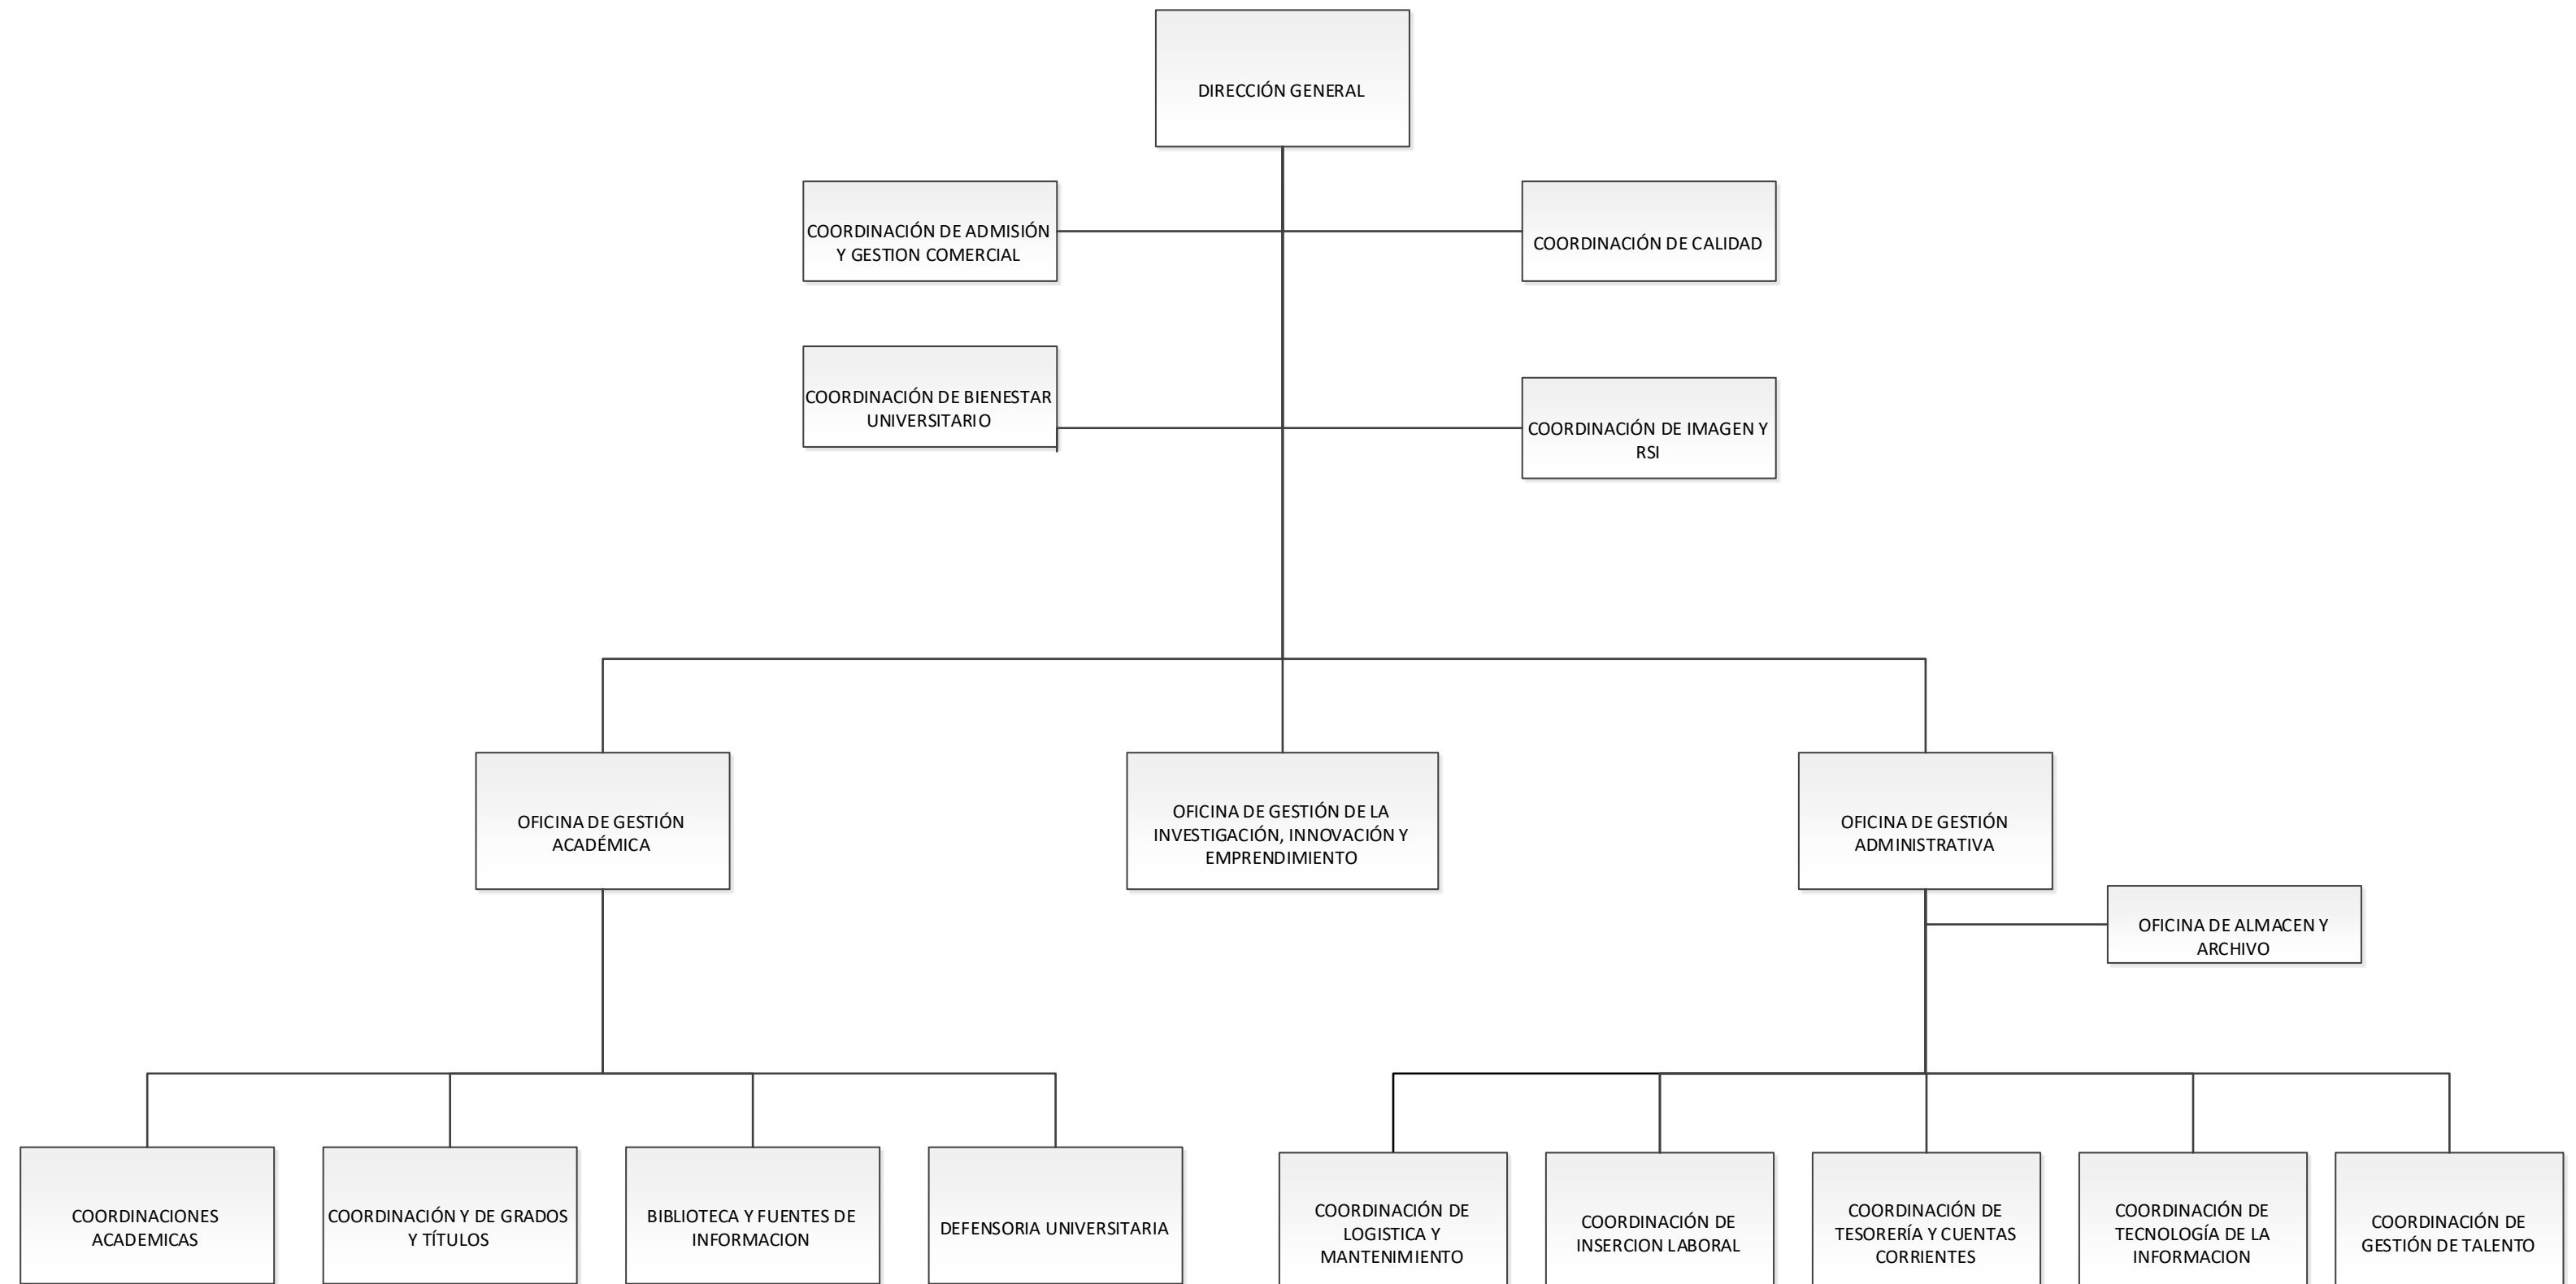 DIRECCIÓN GENERAL
COORDINACIÓN DE ADMISIÓN
Y GESTION COMERCIAL
COORDINACIÓN DE CALIDAD
COORDINACIÓN DE BIENESTAR
UNIVERSITARIO
COORDINACIÓN DE IMAGEN Y
RSI
OFICINA DE GESTIÓN
ACADÉMICA
OFICINA DE GESTIÓN DE LA
INVESTIGACIÓN, INNOVACIÓN Y
EMPRENDIMIENTO
OFICINA DE GESTIÓN
ADMINISTRATIVA
OFICINA DE ALMACEN Y
ARCHIVO
COORDINACIONES
ACADEMICAS
COORDINACIÓN Y DE GRADOS
Y TÍTULOS
BIBLIOTECA Y FUENTES DE
INFORMACION
DEFENSORIA UNIVERSITARIA
COORDINACIÓN DE
LOGISTICA Y
MANTENIMIENTO
COORDINACIÓN DE
INSERCION LABORAL
COORDINACIÓN DE
TESORERÍA Y CUENTAS
CORRIENTES
COORDINACIÓN DE
TECNOLOGÍA DE LA
INFORMACION
COORDINACIÓN DE
GESTIÓN DE TALENTO